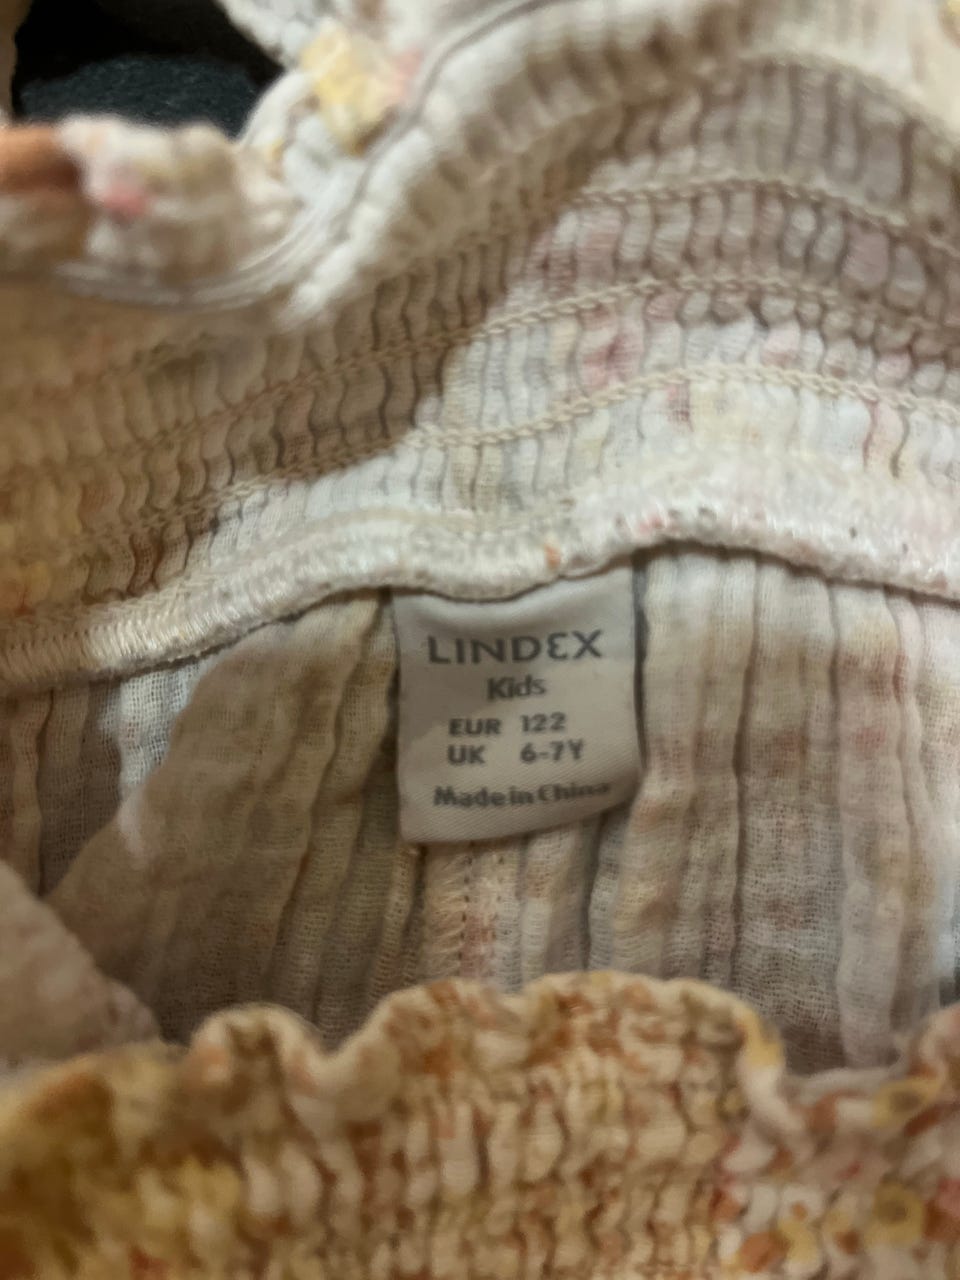 LINDEX
Kids
EUR 122
UK 6-7Y
Made in China